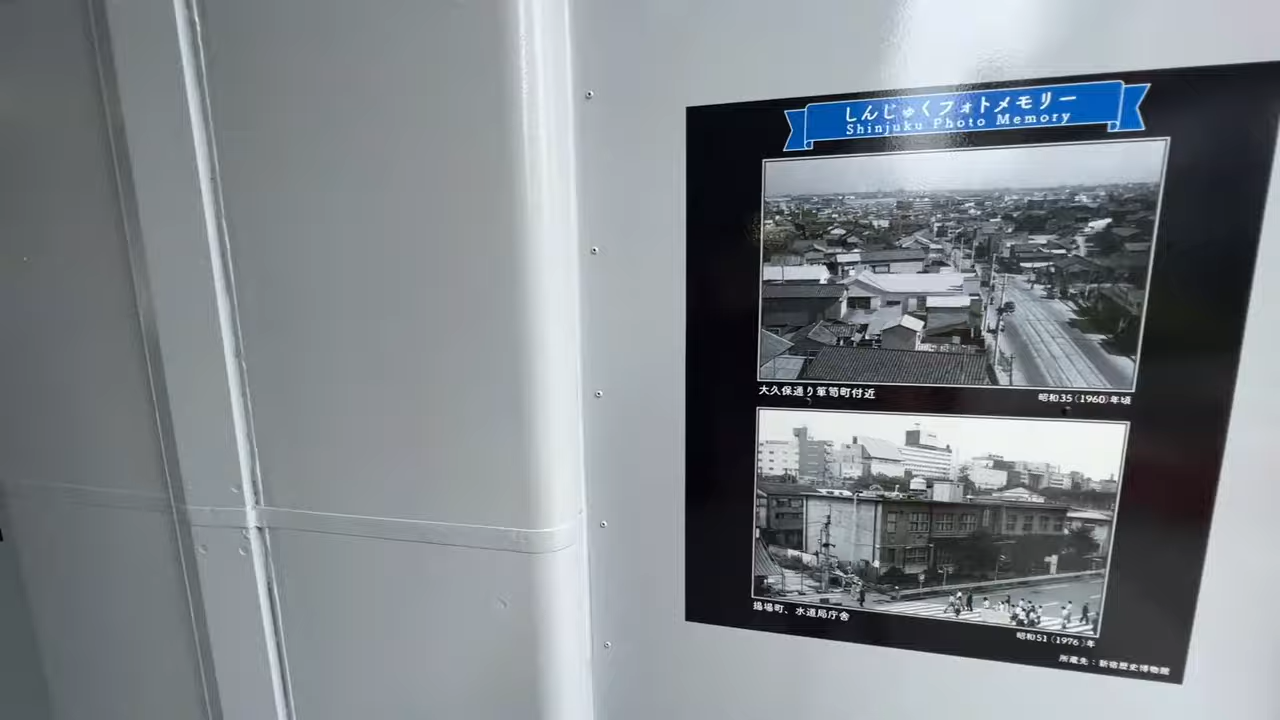 しんじゅくフォトメモリー
Shinjuku Photo Memory
大久保通り箪笥町付近
昭和35（1960）年頃
揚場町、水道局庁舎
昭和51（1976）年
所蔵先：新宿歴史博物館